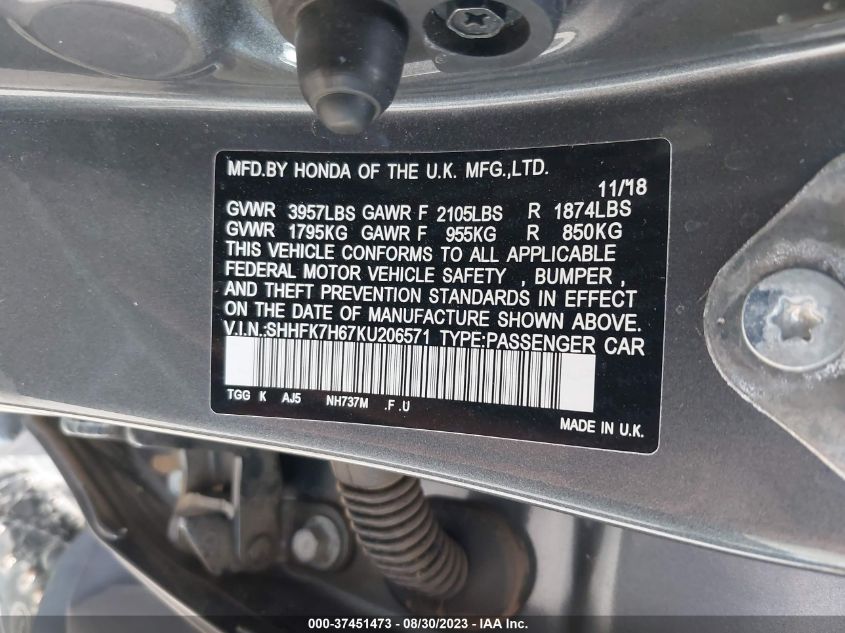 MFD.BY HONDA OF THE U.K. MFG.,LTD.
11/18
GVWR 3957LBS GAWR F 2105LBS R 1874LBS
GVWR 1795KG GAWR F 955KG R 850KG
THIS VEHICLE CONFORMS TO ALL APPLICABLE
FEDERAL MOTOR VEHICLE SAFETY , BUMPER ,
AND THEFT PREVENTION STANDARDS IN EFFECT
ON THE DATE OF MANUFACTURE SHOWN ABOVE.
V.I.N.:SHHFK7H67KU206571 TYPE:PASSENGER CAR
TGG K AJ5 NH737M .F .U
MADE IN U.K.
000-37451473 - 08/30/2023 - IAA Inc.